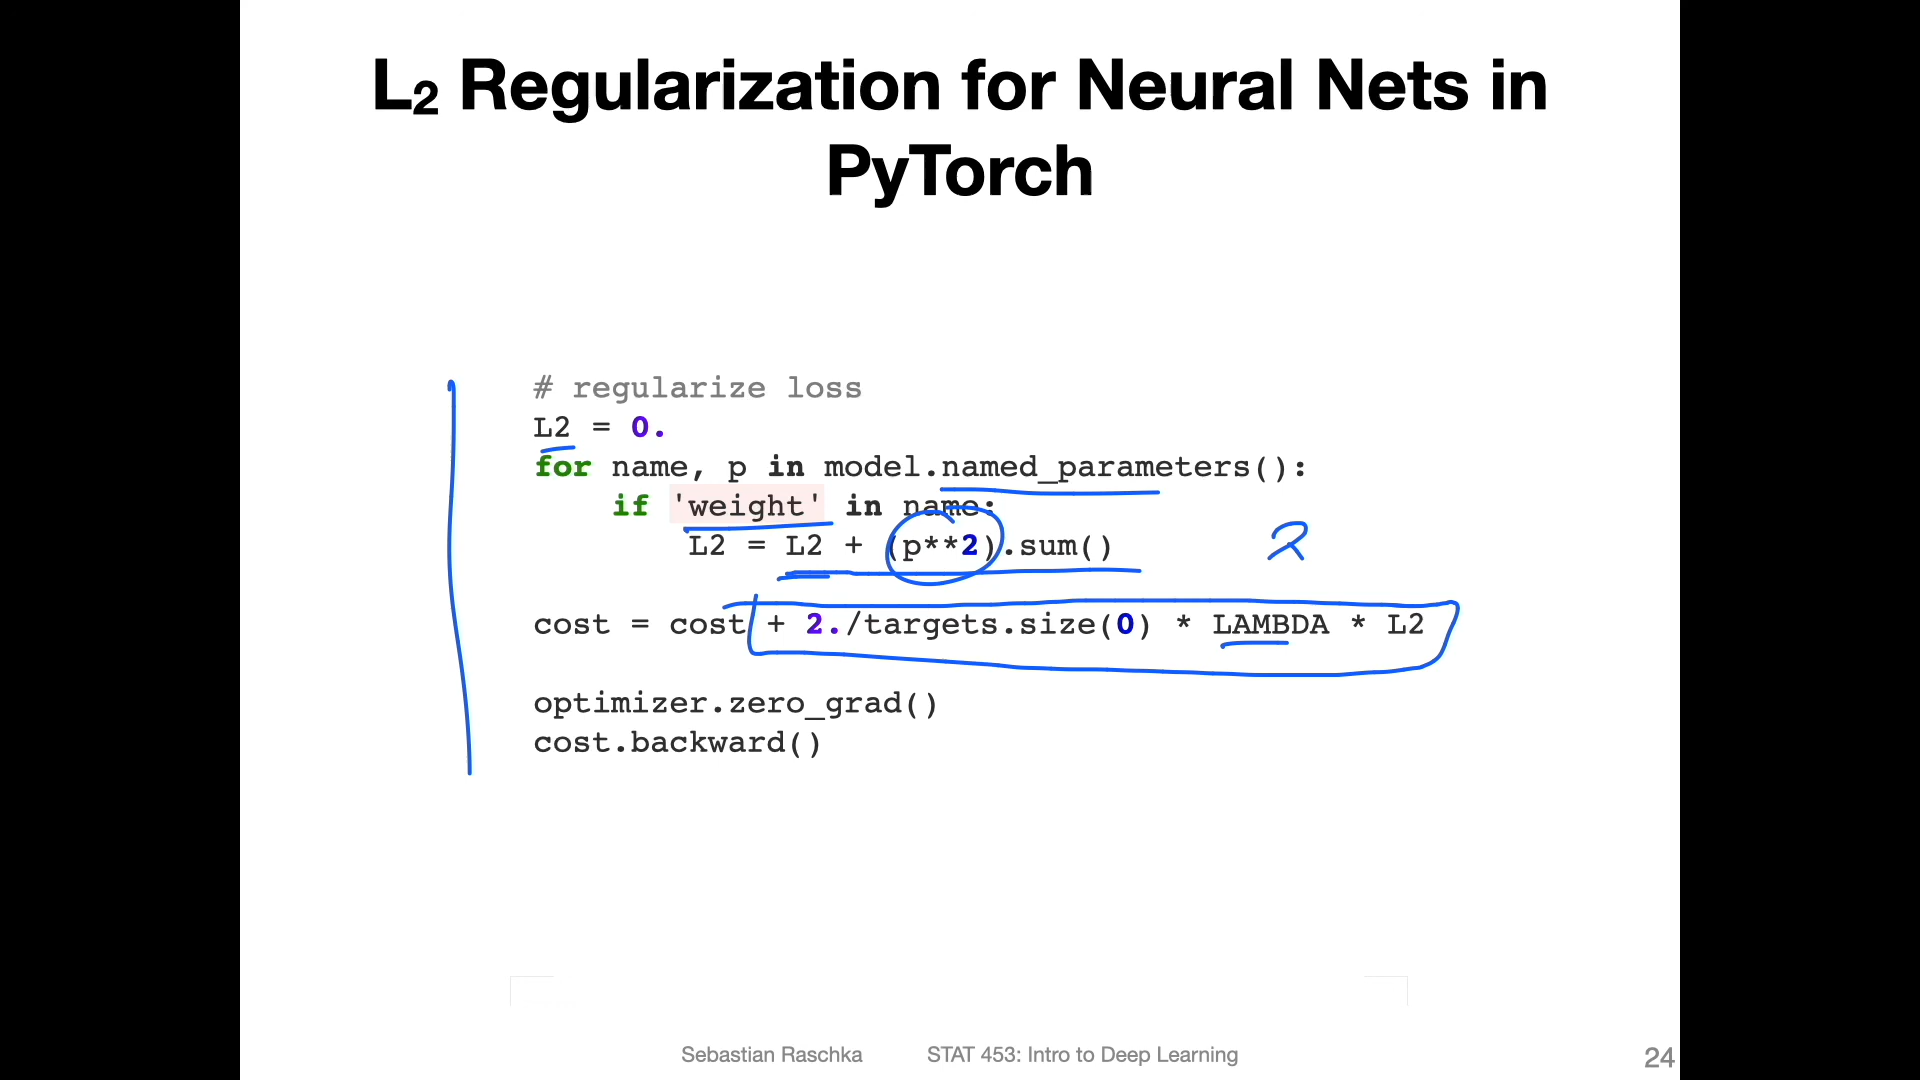 L₂ Regularization for Neural Nets in
PyTorch
# regularize loss
L2 = 0.
for name, p in model.named_parameters():
    if 'weight' in name:
        L2 = L2 + (p**2).sum()
λ
cost = cost + 2./targets.size(0) * LAMBDA * L2
optimizer.zero_grad()
cost.backward()
Sebastian Raschka STAT 453: Intro to Deep Learning 24